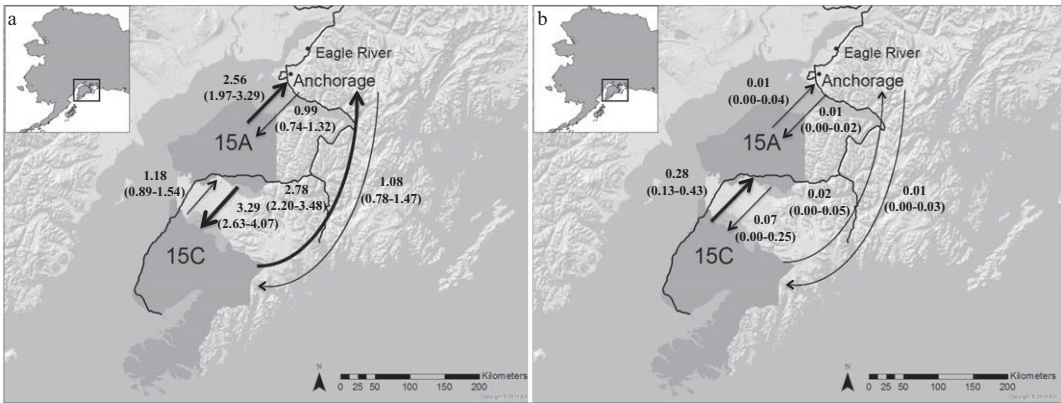 a
Eagle River
Anchorage
2.56
(1.97-3.29)
0.99
(0.74-1.32)
15A
1.18
(0.89-1.54)
2.78
(2.20-3.48)
1.08
(0.78-1.47)
3.29
(2.63-4.07)
15C
N
Kilometers
0 25 50 100 150 200
b
Eagle River
Anchorage
0.01
(0.00-0.04)
0.01
(0.00-0.02)
15A
0.28
(0.13-0.43)
0.02
(0.00-0.05)
0.01
(0.00-0.03)
0.07
(0.00-0.25)
15C
N
Kilometers
0 25 50 100 150 200